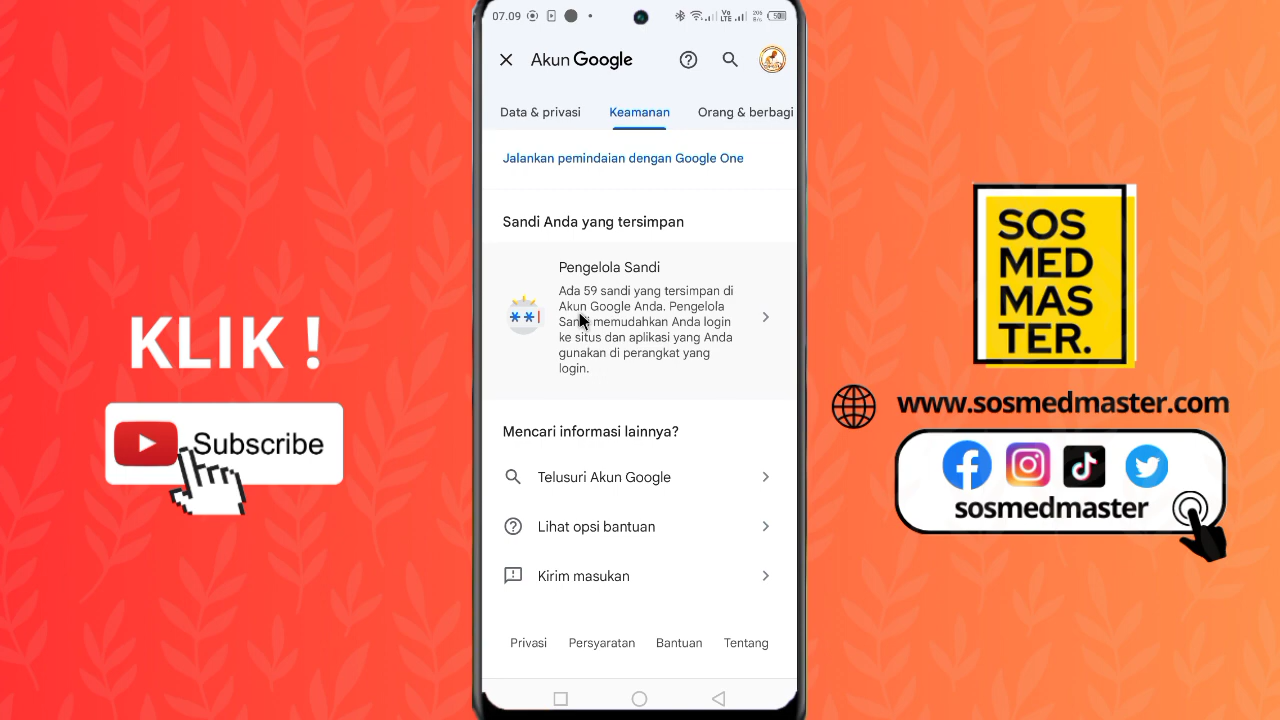 07.09
Akun Google
Data & privasi
Keamanan
Orang & berbagi
Jalankan pemindaian dengan Google One
Sandi Anda yang tersimpan
Pengelola Sandi
Ada 59 sandi yang tersimpan di
Akun Google Anda. Pengelola
Sandi memudahkan Anda login
ke situs dan aplikasi yang Anda
gunakan di perangkat yang
login.
Mencari informasi lainnya?
Telusuri Akun Google
Lihat opsi bantuan
Kirim masukan
Privasi
Persyaratan
Bantuan
Tentang
KLIK !
Subscribe
SOS
MED
MAS
TER.
www.sosmedmaster.com
sosmedmaster